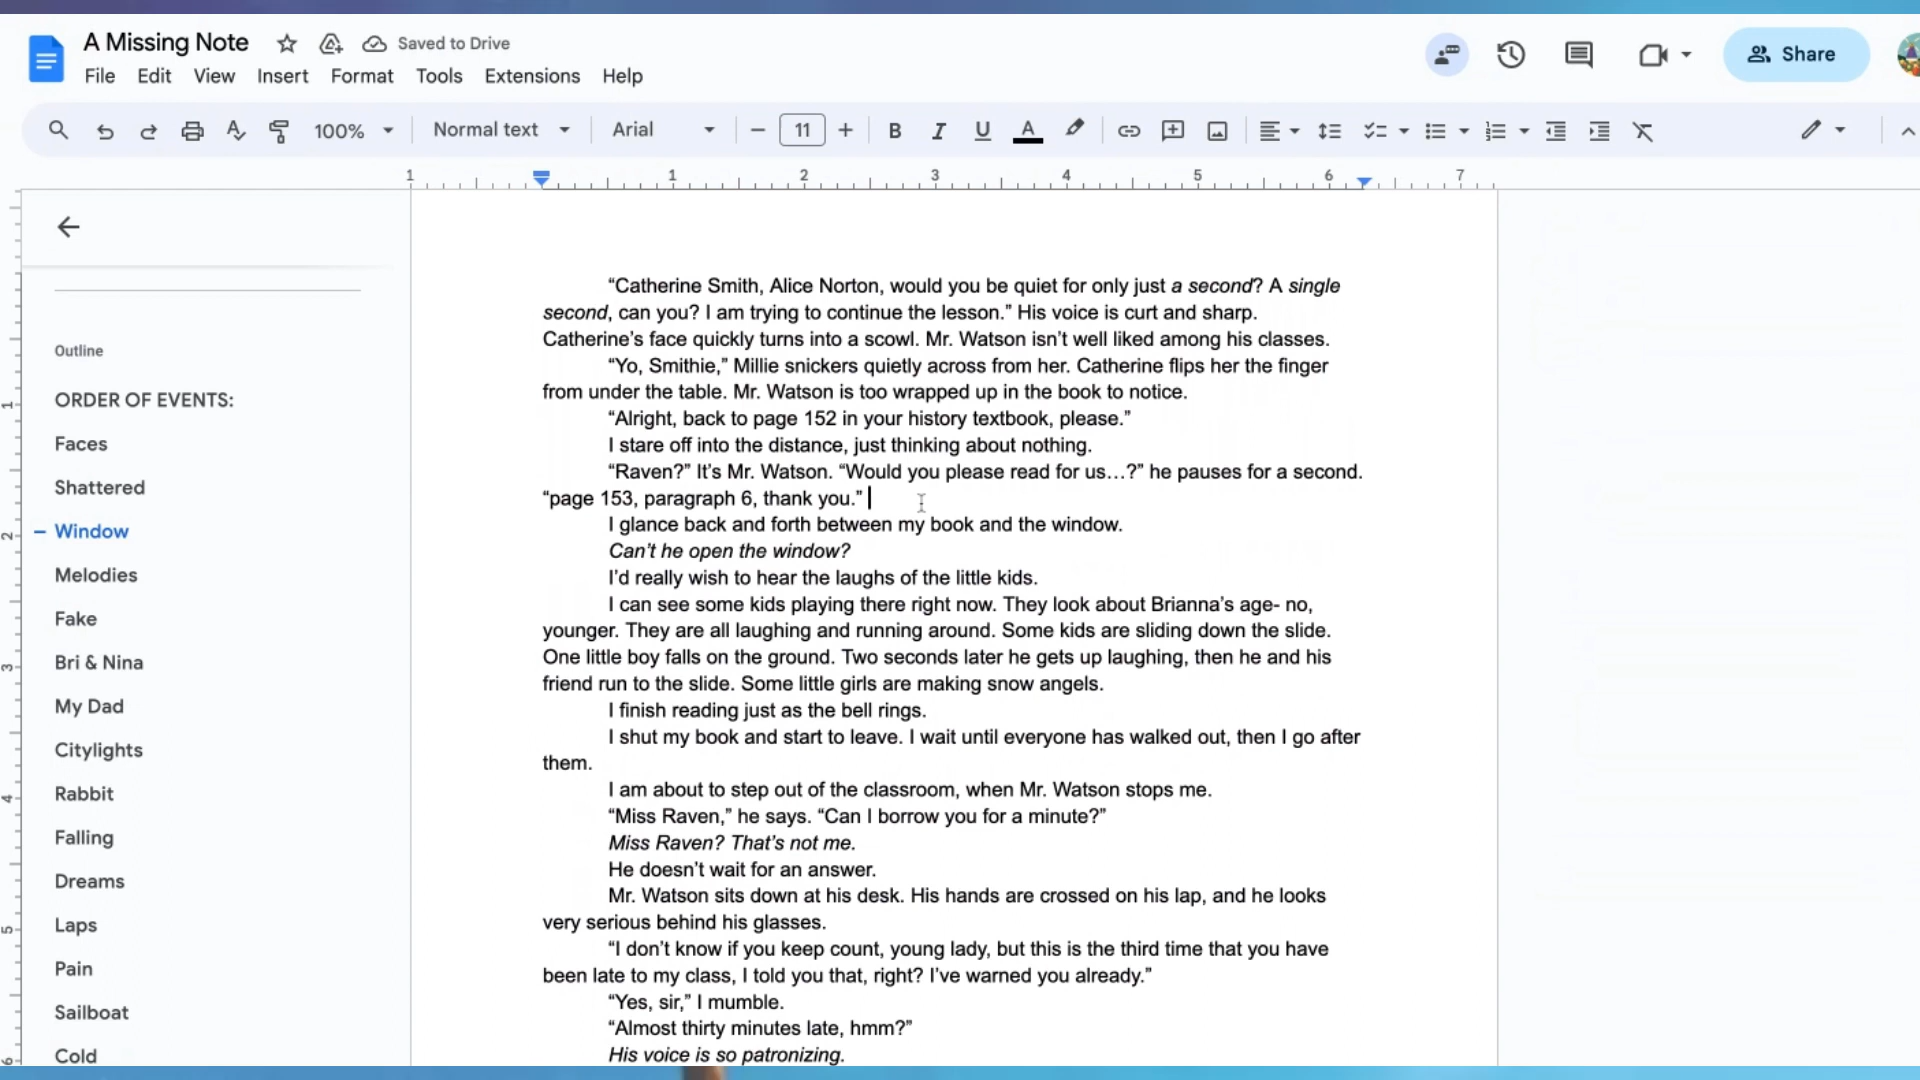 A Missing Note
Saved to Drive
File Edit View Insert Format Tools Extensions Help
Share
100% Normal text Arial 11
1 1 2 3 4 5 6 7
Outline
ORDER OF EVENTS:
Faces
Shattered
Window
Melodies
Fake
Bri & Nina
My Dad
Citylights
Rabbit
Falling
Dreams
Laps
Pain
Sailboat
Cold
1
2
3
4
5
6
“Catherine Smith, Alice Norton, would you be quiet for only just a second? A single
second, can you? I am trying to continue the lesson.” His voice is curt and sharp.
Catherine’s face quickly turns into a scowl. Mr. Watson isn’t well liked among his classes.
“Yo, Smithie,” Millie snickers quietly across from her. Catherine flips her the finger
from under the table. Mr. Watson is too wrapped up in the book to notice.
“Alright, back to page 152 in your history textbook, please.”
I stare off into the distance, just thinking about nothing.
“Raven?” It’s Mr. Watson. “Would you please read for us…?” he pauses for a second.
“page 153, paragraph 6, thank you.”
I glance back and forth between my book and the window.
Can’t he open the window?
I’d really wish to hear the laughs of the little kids.
I can see some kids playing there right now. They look about Brianna’s age- no,
younger. They are all laughing and running around. Some kids are sliding down the slide.
One little boy falls on the ground. Two seconds later he gets up laughing, then he and his
friend run to the slide. Some little girls are making snow angels.
I finish reading just as the bell rings.
I shut my book and start to leave. I wait until everyone has walked out, then I go after
them.
I am about to step out of the classroom, when Mr. Watson stops me.
“Miss Raven,” he says. “Can I borrow you for a minute?”
Miss Raven? That’s not me.
He doesn’t wait for an answer.
Mr. Watson sits down at his desk. His hands are crossed on his lap, and he looks
very serious behind his glasses.
“I don’t know if you keep count, young lady, but this is the third time that you have
been late to my class, I told you that, right? I’ve warned you already.”
“Yes, sir,” I mumble.
“Almost thirty minutes late, hmm?”
His voice is so patronizing.